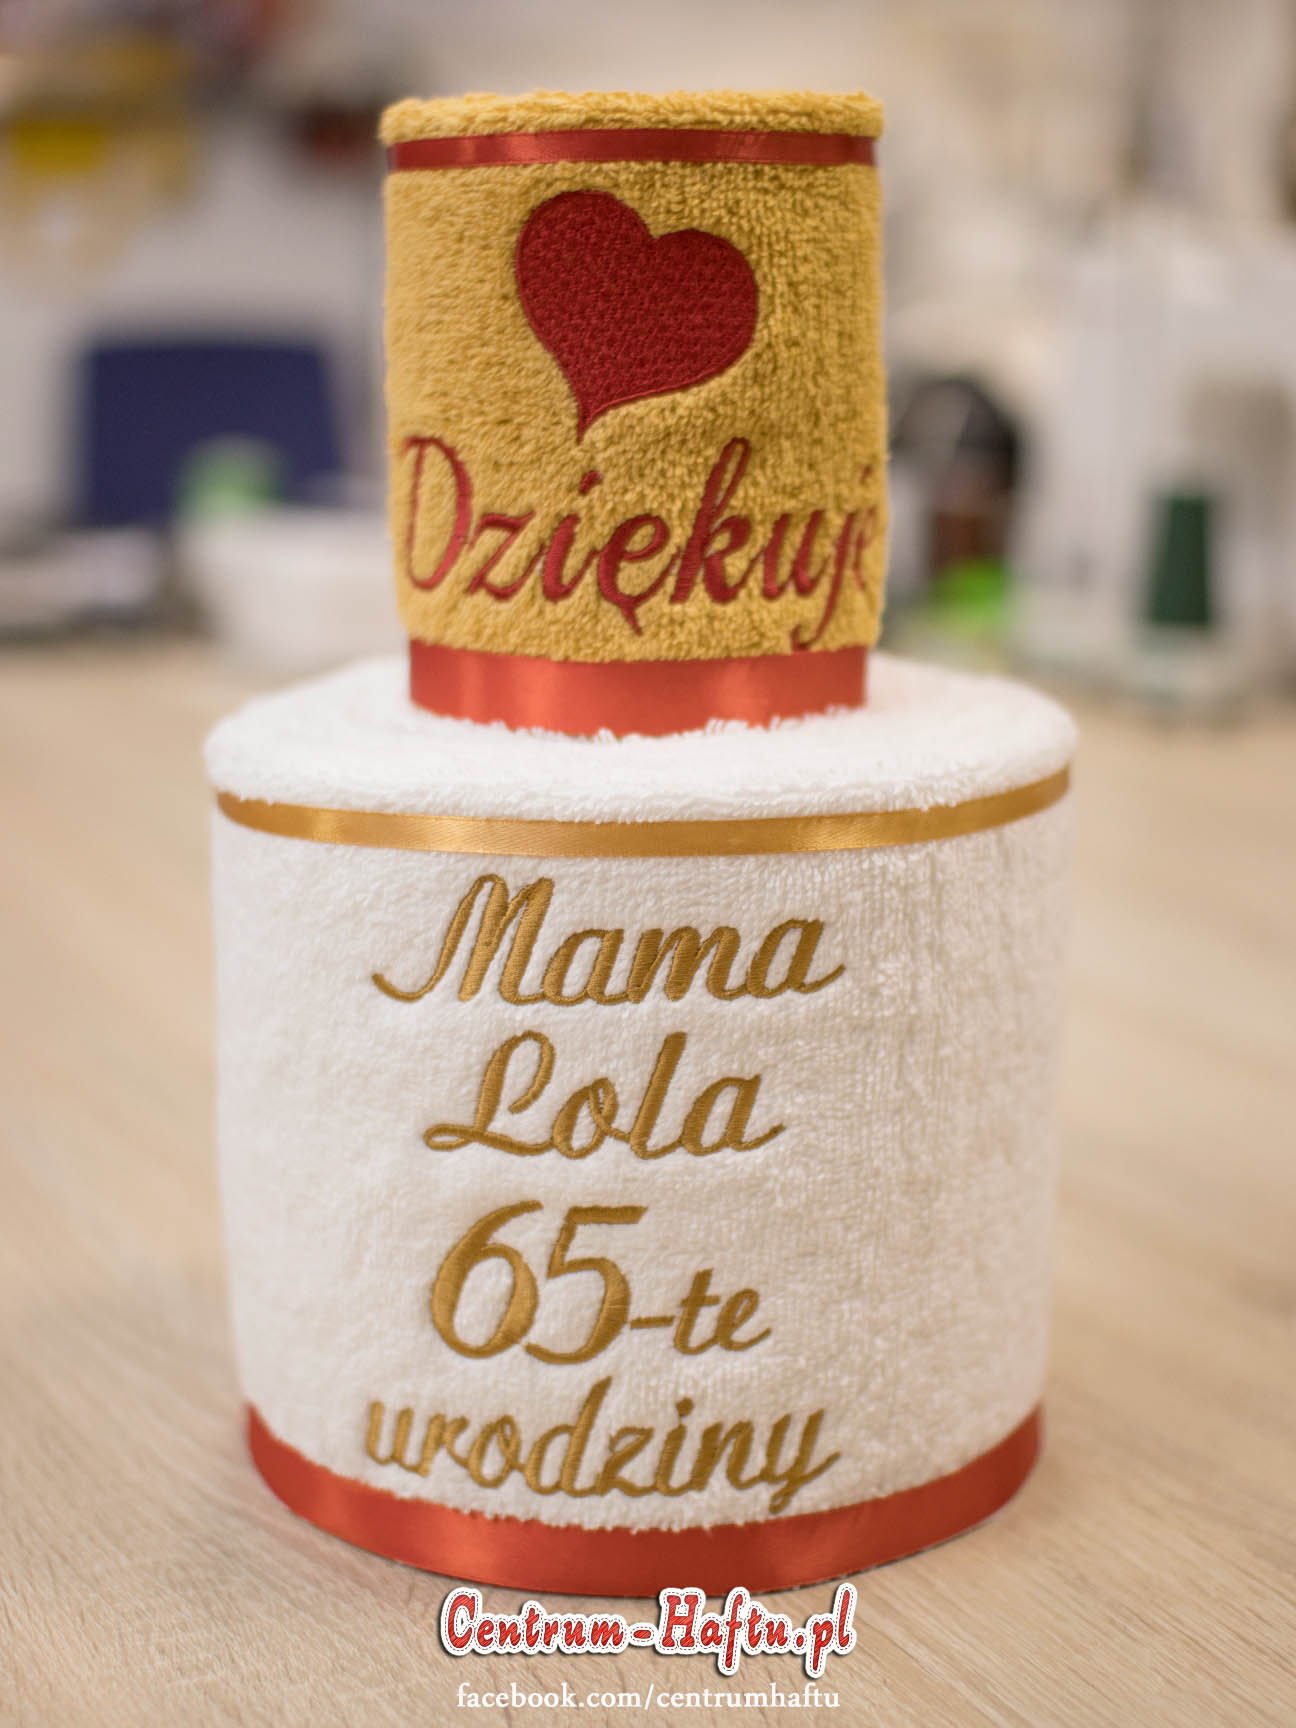 Dziękuję
Mama
Lola
65-te
urodziny
Centrum-Haftu.pl
facebook.com/centrumhaftu